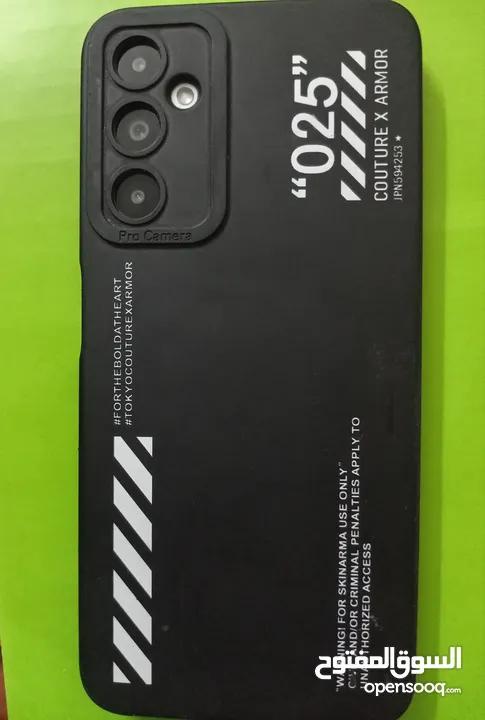 Pro Camera
"025"
COUTURE X ARMOR
JPN594253 ★
#FORTHEBOLDATHEART
#TOKYOCOUTUREXARMOR
"WARNING! FOR SKINARMA USE ONLY"
AND/OR CRIMINAL PENALTIES APPLY TO
ACCESS
السوق المفتوح
opensooq.com